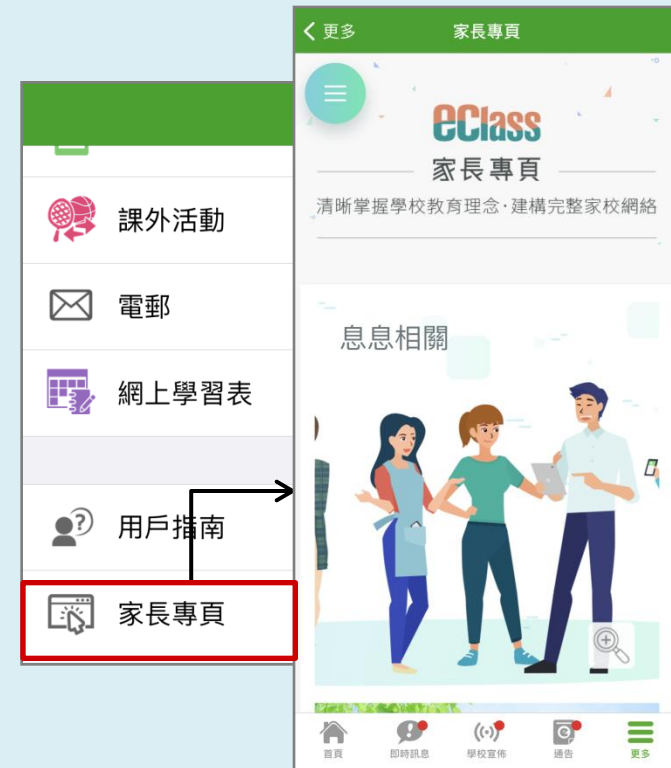 課外活動
電郵
網上學習表
用戶指南
家長專頁
更多
家長專頁
eClass
家長專頁
清晰掌握學校教育理念·建構完整家校網絡
息息相關
首頁
即時訊息
學校宣佈
通告
更多